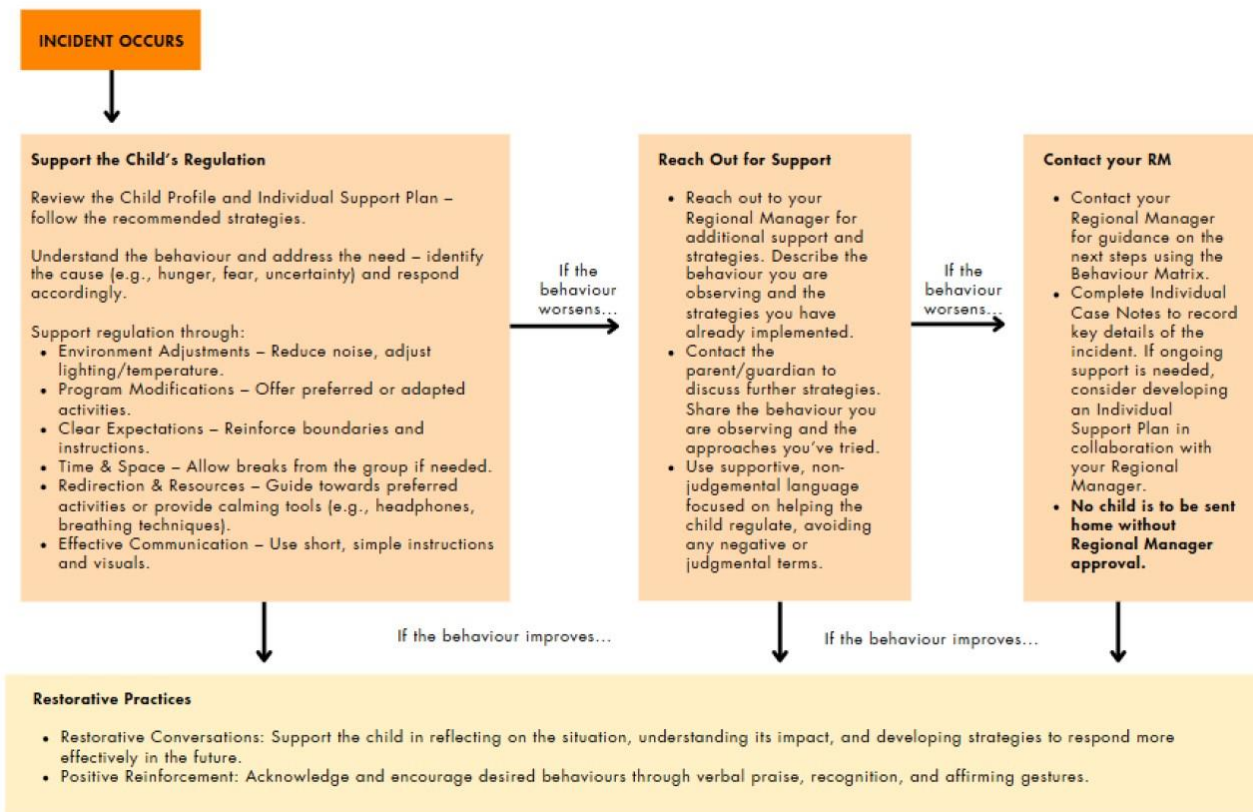 INCIDENT OCCURS
Support the Child's Regulation
Review the Child Profile and Individual Support Plan –
follow the recommended strategies.
Understand the behaviour and address the need – identify
the cause (e.g., hunger, fear, uncertainty) and respond
accordingly.
Support regulation through:
• Environment Adjustments – Reduce noise, adjust
lighting/temperature.
• Program Modifications – Offer preferred or adapted
activities.
• Clear Expectations – Reinforce boundaries and
instructions.
• Time & Space – Allow breaks from the group if needed.
• Redirection & Resources – Guide towards preferred
activities or provide calming tools (e.g., headphones,
breathing techniques).
• Effective Communication – Use short, simple instructions
and visuals.
If the
behaviour
worsens...
Reach Out for Support
• Reach out to your
Regional Manager for
additional support and
strategies. Describe the
behaviour you are
observing and the
strategies you have
already implemented.
• Contact the
parent/guardian to
discuss further strategies.
Share the behaviour you
are observing and the
approaches you've tried.
• Use supportive, non-
judgemental language
focused on helping the
child regulate, avoiding
any negative or
judgmental terms.
If the
behaviour
worsens...
Contact your RM
• Contact your
Regional Manager
for guidance on the
next steps using the
Behaviour Matrix.
• Complete Individual
Case Notes to record
key details of the
incident. If ongoing
support is needed,
consider developing
an Individual
Support Plan in
collaboration with
your Regional
Manager.
• No child is to be sent
home without
Regional Manager
approval.
If the behaviour improves...
If the behaviour improves...
Restorative Practices
• Restorative Conversations: Support the child in reflecting on the situation, understanding its impact, and developing strategies to respond more
effectively in the future.
• Positive Reinforcement: Acknowledge and encourage desired behaviours through verbal praise, recognition, and affirming gestures.